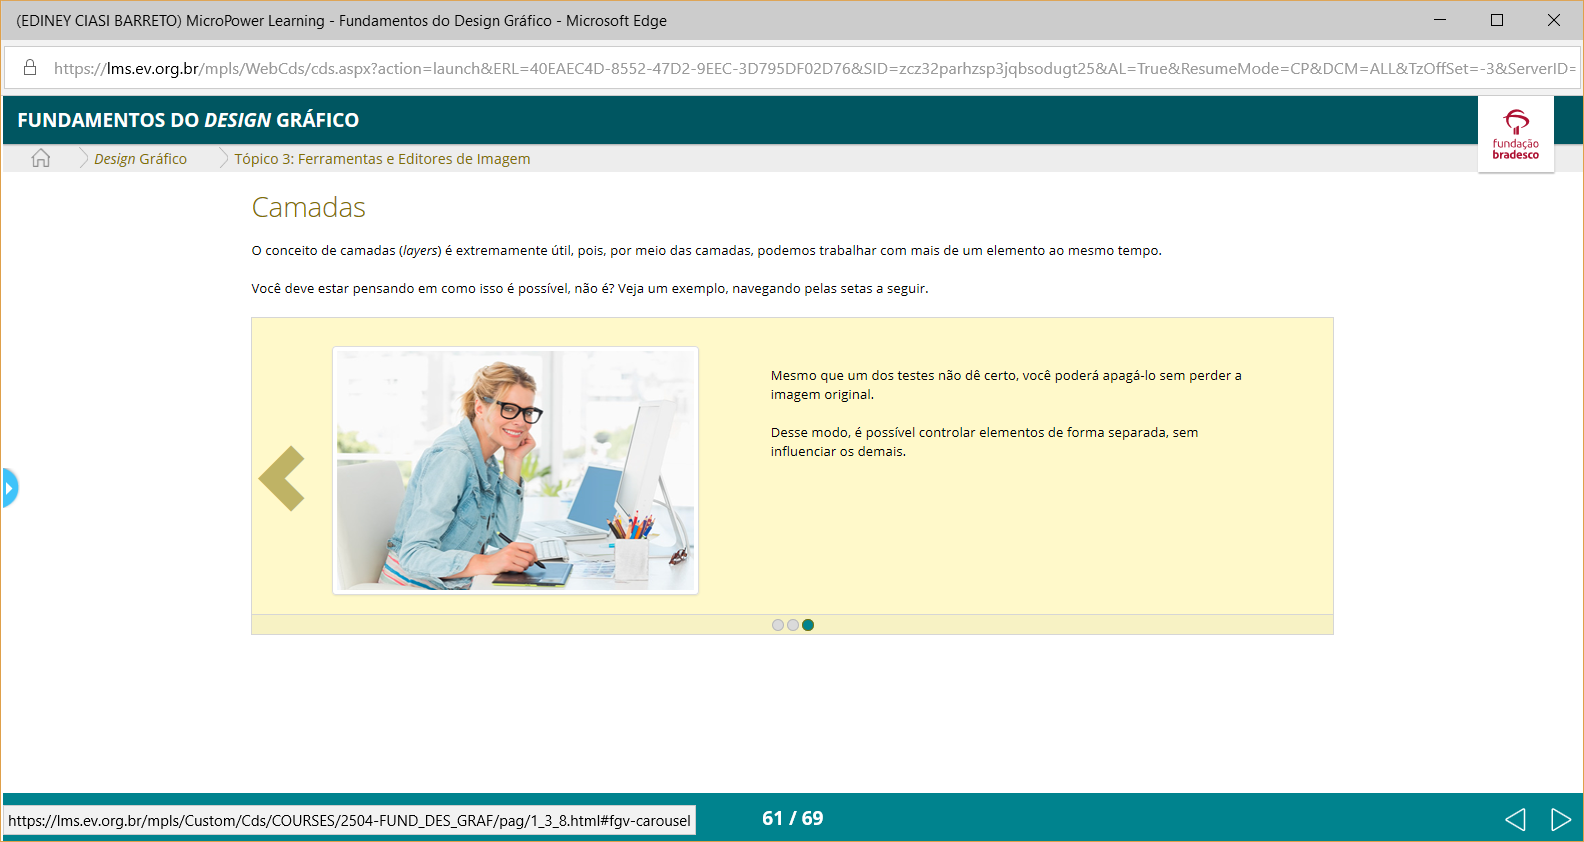 (EDINEY CIASI BARRETO) MicroPower Learning - Fundamentos do Design Gráfico - Microsoft Edge
https://lms.ev.org.br/mpls/WebCds/cds.aspx?action=launch&ERL=40EAEC4D-8552-47D2-9EEC-3D795DF02D76&SID=zcz32parhzsp3jqbsodugt25&AL=True&ResumeMode=CP&DCM=ALL&TzOffSet=-3&ServerID=
FUNDAMENTOS DO DESIGN GRÁFICO
fundação
bradesco
Design Gráfico
Tópico 3: Ferramentas e Editores de Imagem
Camadas
O conceito de camadas (layers) é extremamente útil, pois, por meio das camadas, podemos trabalhar com mais de um elemento ao mesmo tempo.
Você deve estar pensando em como isso é possível, não é? Veja um exemplo, navegando pelas setas a seguir.
Mesmo que um dos testes não dê certo, você poderá apagá-lo sem perder a
imagem original.
Desse modo, é possível controlar elementos de forma separada, sem
influenciar os demais.
https://lms.ev.org.br/mpls/Custom/Cds/COURSES/2504-FUND_DES_GRAF/pag/1_3_8.html#fgv-carousel
61 / 69